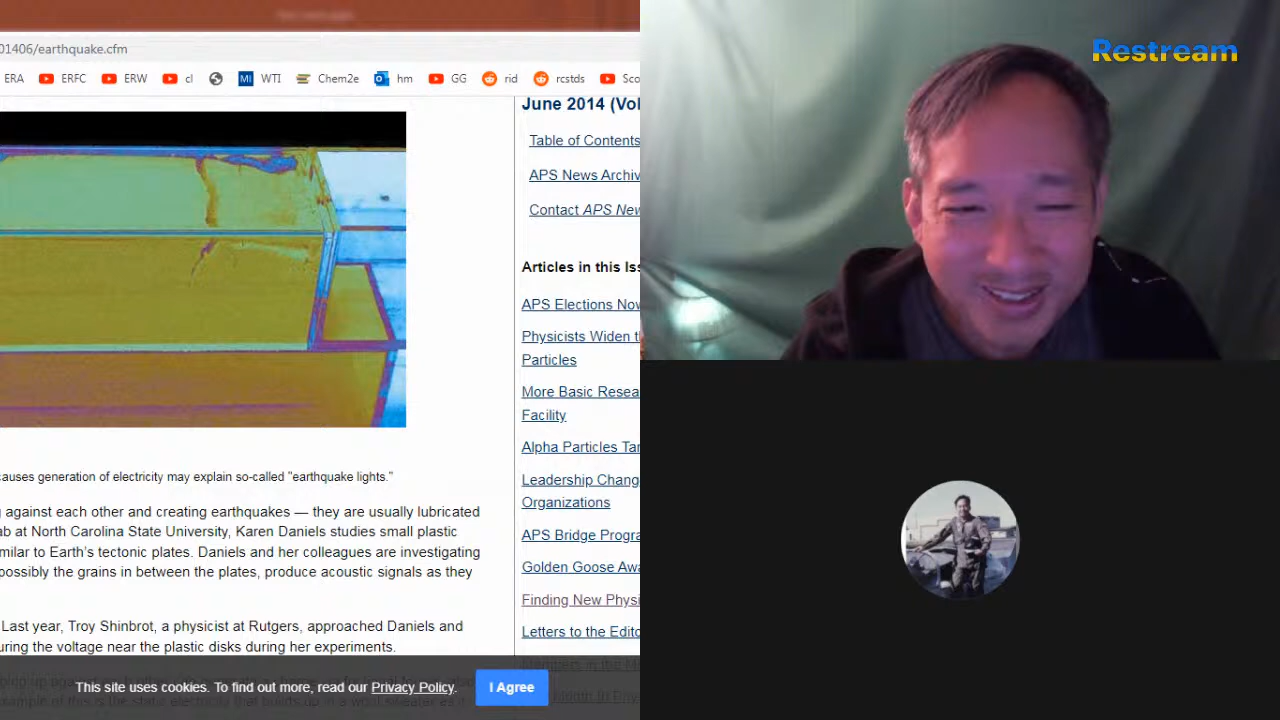 01406/earthquake.cfm
ERA ERFC ERW cl MI WTI Chem2e hm GG rid rcstds Sco
June 2014 (Vol
Table of Contents
APS News Archiv
Contact APS New
Articles in this Iss
APS Elections Now
Physicists Widen t
Particles
More Basic Resea
Facility
Alpha Particles Tar
Leadership Chang
Organizations
APS Bridge Progra
Golden Goose Awa
Finding New Physi
Letters to the Edito
Members in the M
causes generation of electricity may explain so-called "earthquake lights."
g against each other and creating earthquakes — they are usually lubricated
ab at North Carolina State University, Karen Daniels studies small plastic
milar to Earth's tectonic plates. Daniels and her colleagues are investigating
possibly the grains in between the plates, produce acoustic signals as they
Last year, Troy Shinbrot, a physicist at Rutgers, approached Daniels and
uring the voltage near the plastic disks during her experiments.
This site uses cookies. To find out more, read our Privacy Policy.
I Agree
Restream